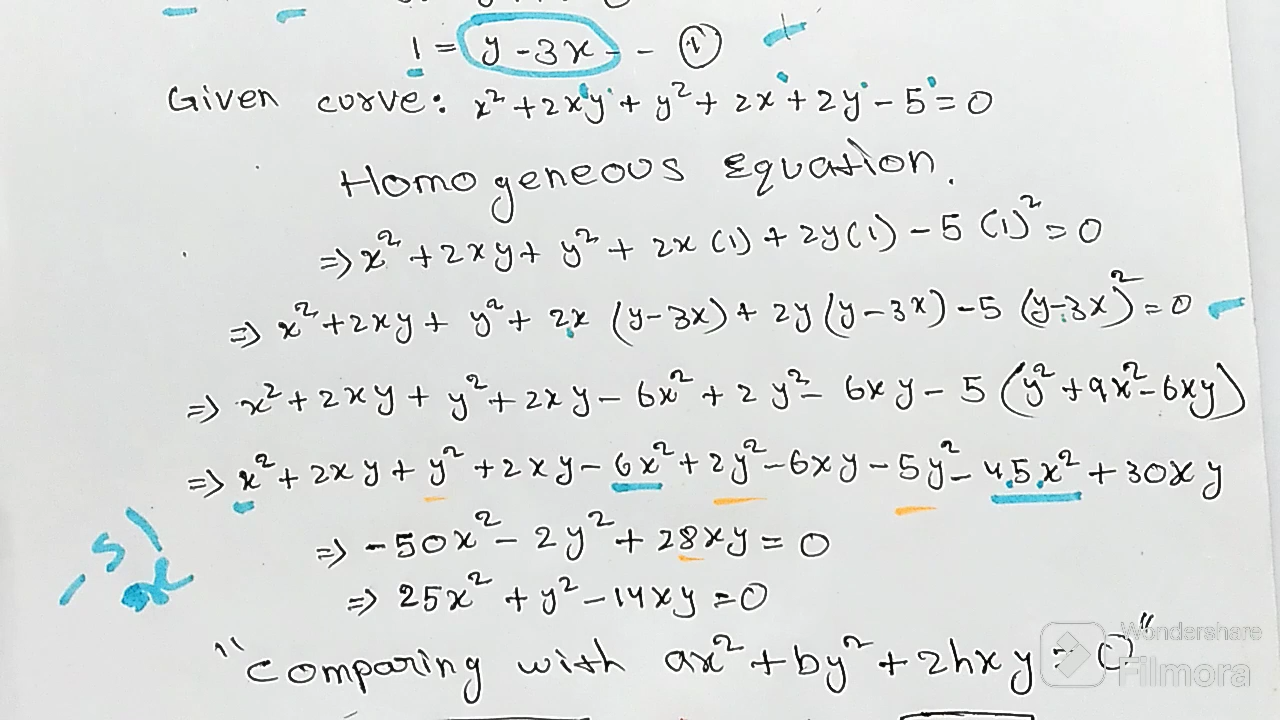 1 = y - 3x - - ①
Given curve: x² + 2xy + y² + 2x + 2y - 5 = 0
Homogeneous Equation.
⇒ x² + 2xy + y² + 2x (1) + 2y (1) - 5 (1)² = 0
⇒ x² + 2xy + y² + 2x (y-3x) + 2y (y-3x) - 5 (y-3x)² = 0
⇒ x² + 2xy + y² + 2xy - 6x² + 2y² - 6xy - 5 (y² + 9x² - 6xy)
⇒ x² + 2xy + y² + 2xy - 6x² + 2y² - 6xy - 5y² - 45x² + 30xy
⇒ -50x² - 2y² + 28xy = 0
⇒ 25x² + y² - 14xy = 0
"Comparing with ax² + by² + 2hxy = 0"
Wondershare
Filmora